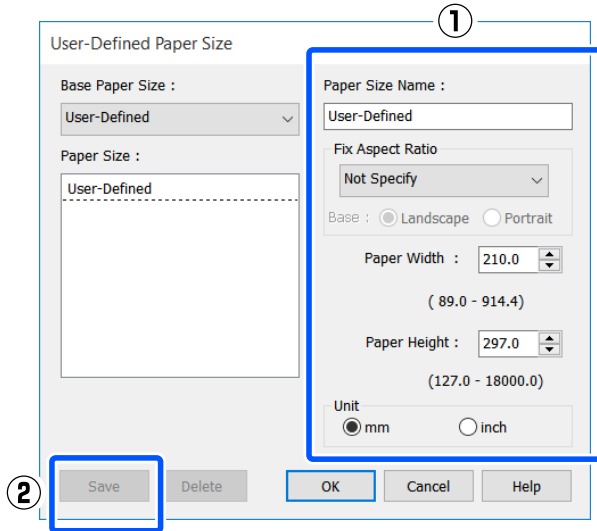 ①
User-Defined Paper Size
Base Paper Size :
User-Defined
Paper Size :
User-Defined
Paper Size Name :
User-Defined
Fix Aspect Ratio
Not Specify
Base : Landscape Portrait
Paper Width : 210.0
( 89.0 - 914.4)
Paper Height : 297.0
(127.0 - 18000.0)
Unit
mm inch
② Save Delete OK Cancel Help